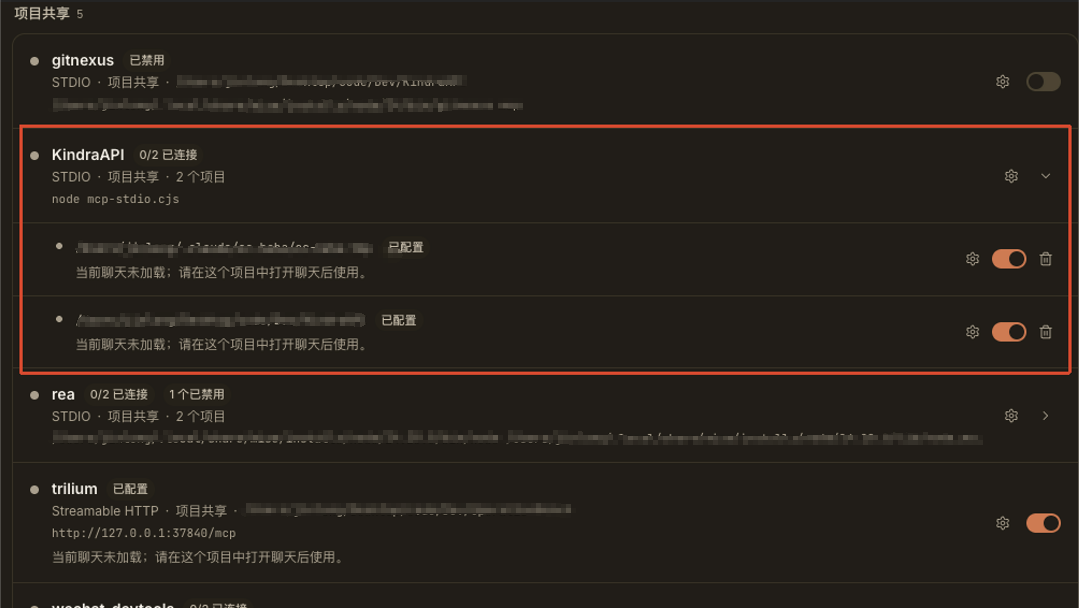 项目共享 5
gitnexus 已禁用
STDIO · 项目共享 ·
KindraAPI 0/2 已连接
STDIO · 项目共享 · 2 个项目
node mcp-stdio.cjs
已配置
当前聊天未加载；请在这个项目中打开聊天后使用。
已配置
当前聊天未加载；请在这个项目中打开聊天后使用。
rea 0/2 已连接 1 个已禁用
STDIO · 项目共享 · 2 个项目
trilium 已配置
Streamable HTTP · 项目共享 ·
http://127.0.0.1:37840/mcp
当前聊天未加载；请在这个项目中打开聊天后使用。
wechat-devtools 0/2 已连接